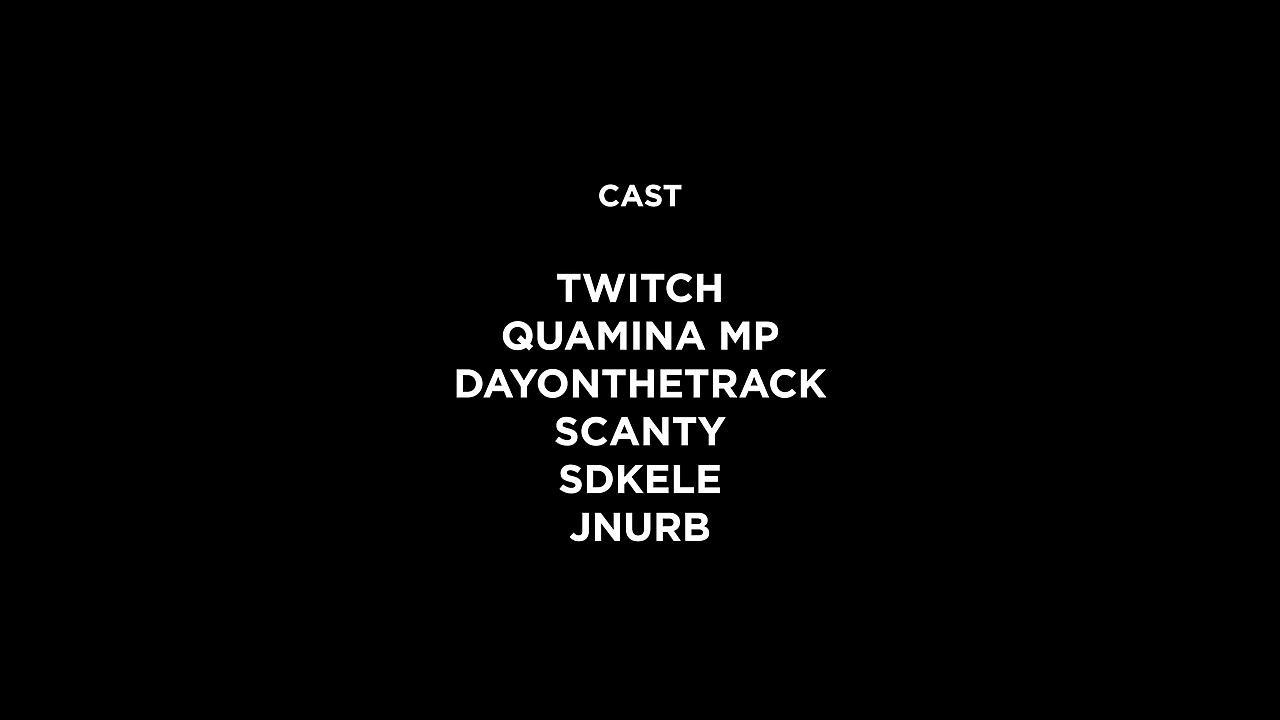 CAST
TWITCH
QUAMINA MP
DAYONTHETRACK
SCANTY
SDKELE
JNURB